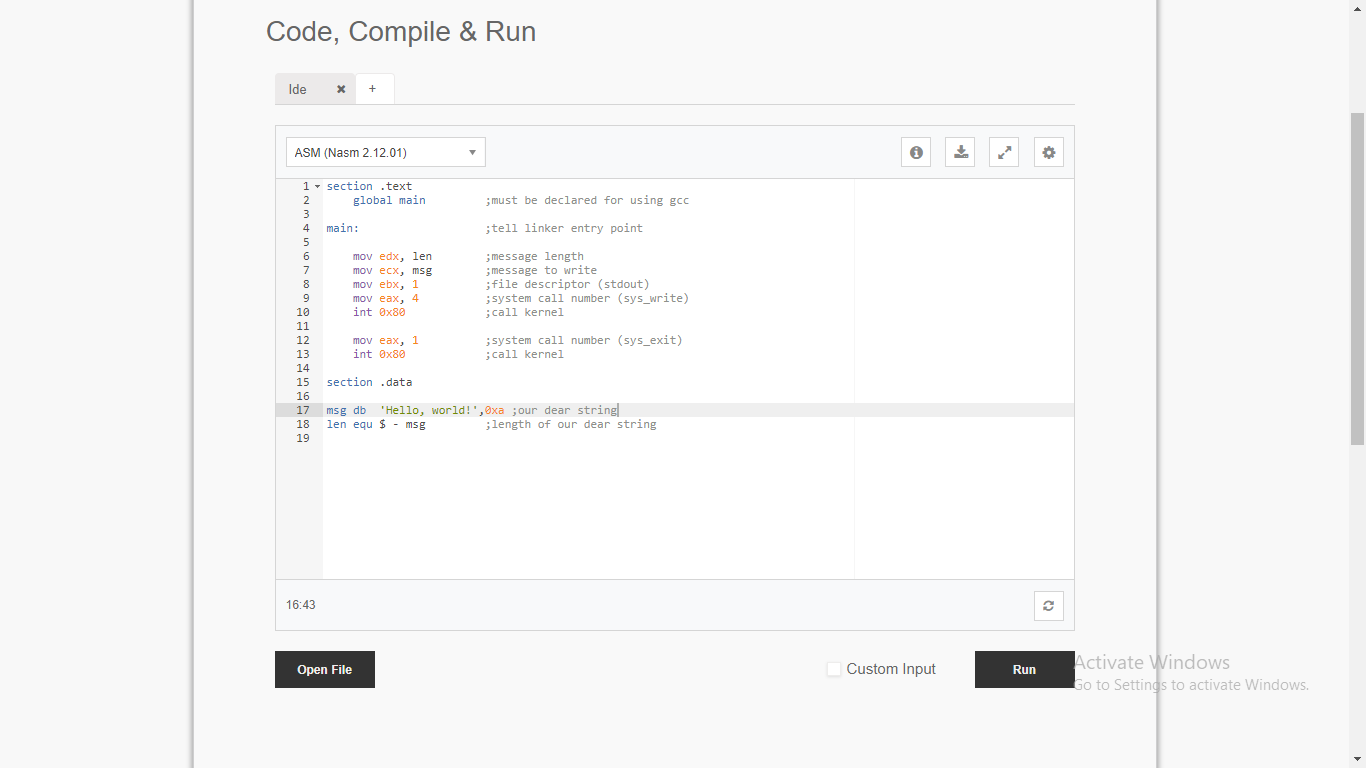 Code, Compile & Run
Ide ✖ +
ASM (Nasm 2.12.01)
1 section .text
2     global main         ;must be declared for using gcc
3
4 main:                   ;tell linker entry point
5
6     mov edx, len        ;message length
7     mov ecx, msg        ;message to write
8     mov ebx, 1          ;file descriptor (stdout)
9     mov eax, 4          ;system call number (sys_write)
10     int 0x80            ;call kernel
11
12     mov eax, 1          ;system call number (sys_exit)
13     int 0x80            ;call kernel
14
15 section .data
16
17 msg db  'Hello, world!',0xa ;our dear string
18 len equ $ - msg         ;length of our dear string
19
16:43
Open File
Custom Input
Run
Activate Windows
Go to Settings to activate Windows.